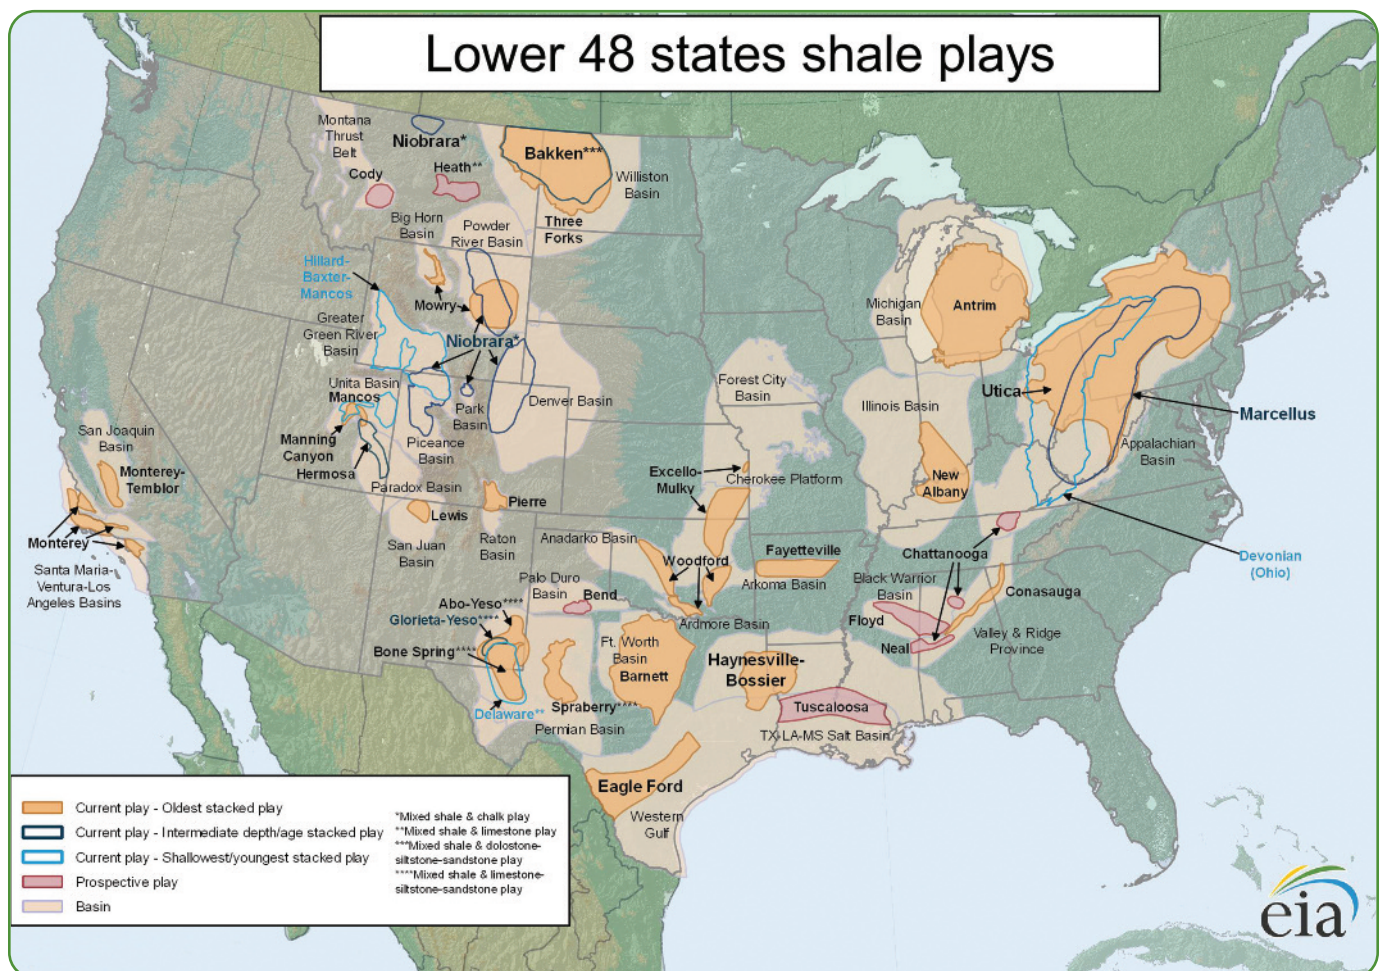 Lower 48 states shale plays
Montana
Thrust
Belt
Niobrara*
Bakken***
Heath**
Cody
Williston
Basin
Big Horn
Basin
Powder
River Basin
Three
Forks
Hillard-
Baxter-
Mancos
Mowry
Greater
Green River
Basin
Niobrara*
Michigan
Basin
Antrim
Unita Basin
Mancos
Park
Basin
Denver Basin
Forest City
Basin
Illinois Basin
Utica
Marcellus
San Joaquin
Basin
Manning
Canyon
Hermosa
Piceance
Basin
Appalachian
Basin
Monterey-
Temblor
Paradox Basin
Excello-
Mulky
Cherokee Platform
New
Albany
Pierre
Lewis
Monterey
San Juan
Basin
Raton
Basin
Anadarko Basin
Woodford
Fayetteville
Chattanooga
Devonian
(Ohio)
Santa Maria-
Ventura-Los
Angeles Basins
Palo Duro
Basin
Bend
Arkoma Basin
Black Warrior
Basin
Conasauga
Abo-Yeso****
Glorieta-Yeso****
Ardmore Basin
Floyd
Neal
Valley & Ridge
Province
Bone Spring****
Ft. Worth
Basin
Barnett
Haynesville-
Bossier
Delaware**
Spraberry****
Tuscaloosa
Permian Basin
TX-LA-MS Salt Basin
Eagle Ford
Western
Gulf
Current play - Oldest stacked play
Current play - Intermediate depth/age stacked play
Current play - Shallowest/youngest stacked play
Prospective play
Basin
*Mixed shale & chalk play
**Mixed shale & limestone play
***Mixed shale & dolostone-
siltstone-sandstone play
****Mixed shale & limestone-
siltstone-sandstone play
eia